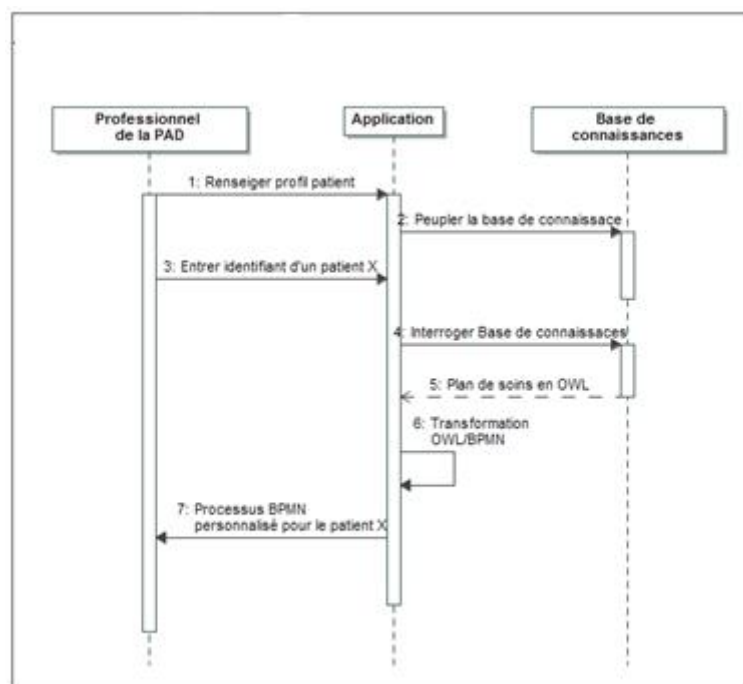 Professionnel
de la PAD
Application
Base de
connaissances
1: Renseiger profil patient
2: Peupler la base de connaissace
3: Entrer identifiant d'un patient X
4: Interroger Base de connaissaces
5: Plan de soins en OWL
6: Transformation
OWL/BPMN
7: Processus BPMN
personnalisé pour le patient X